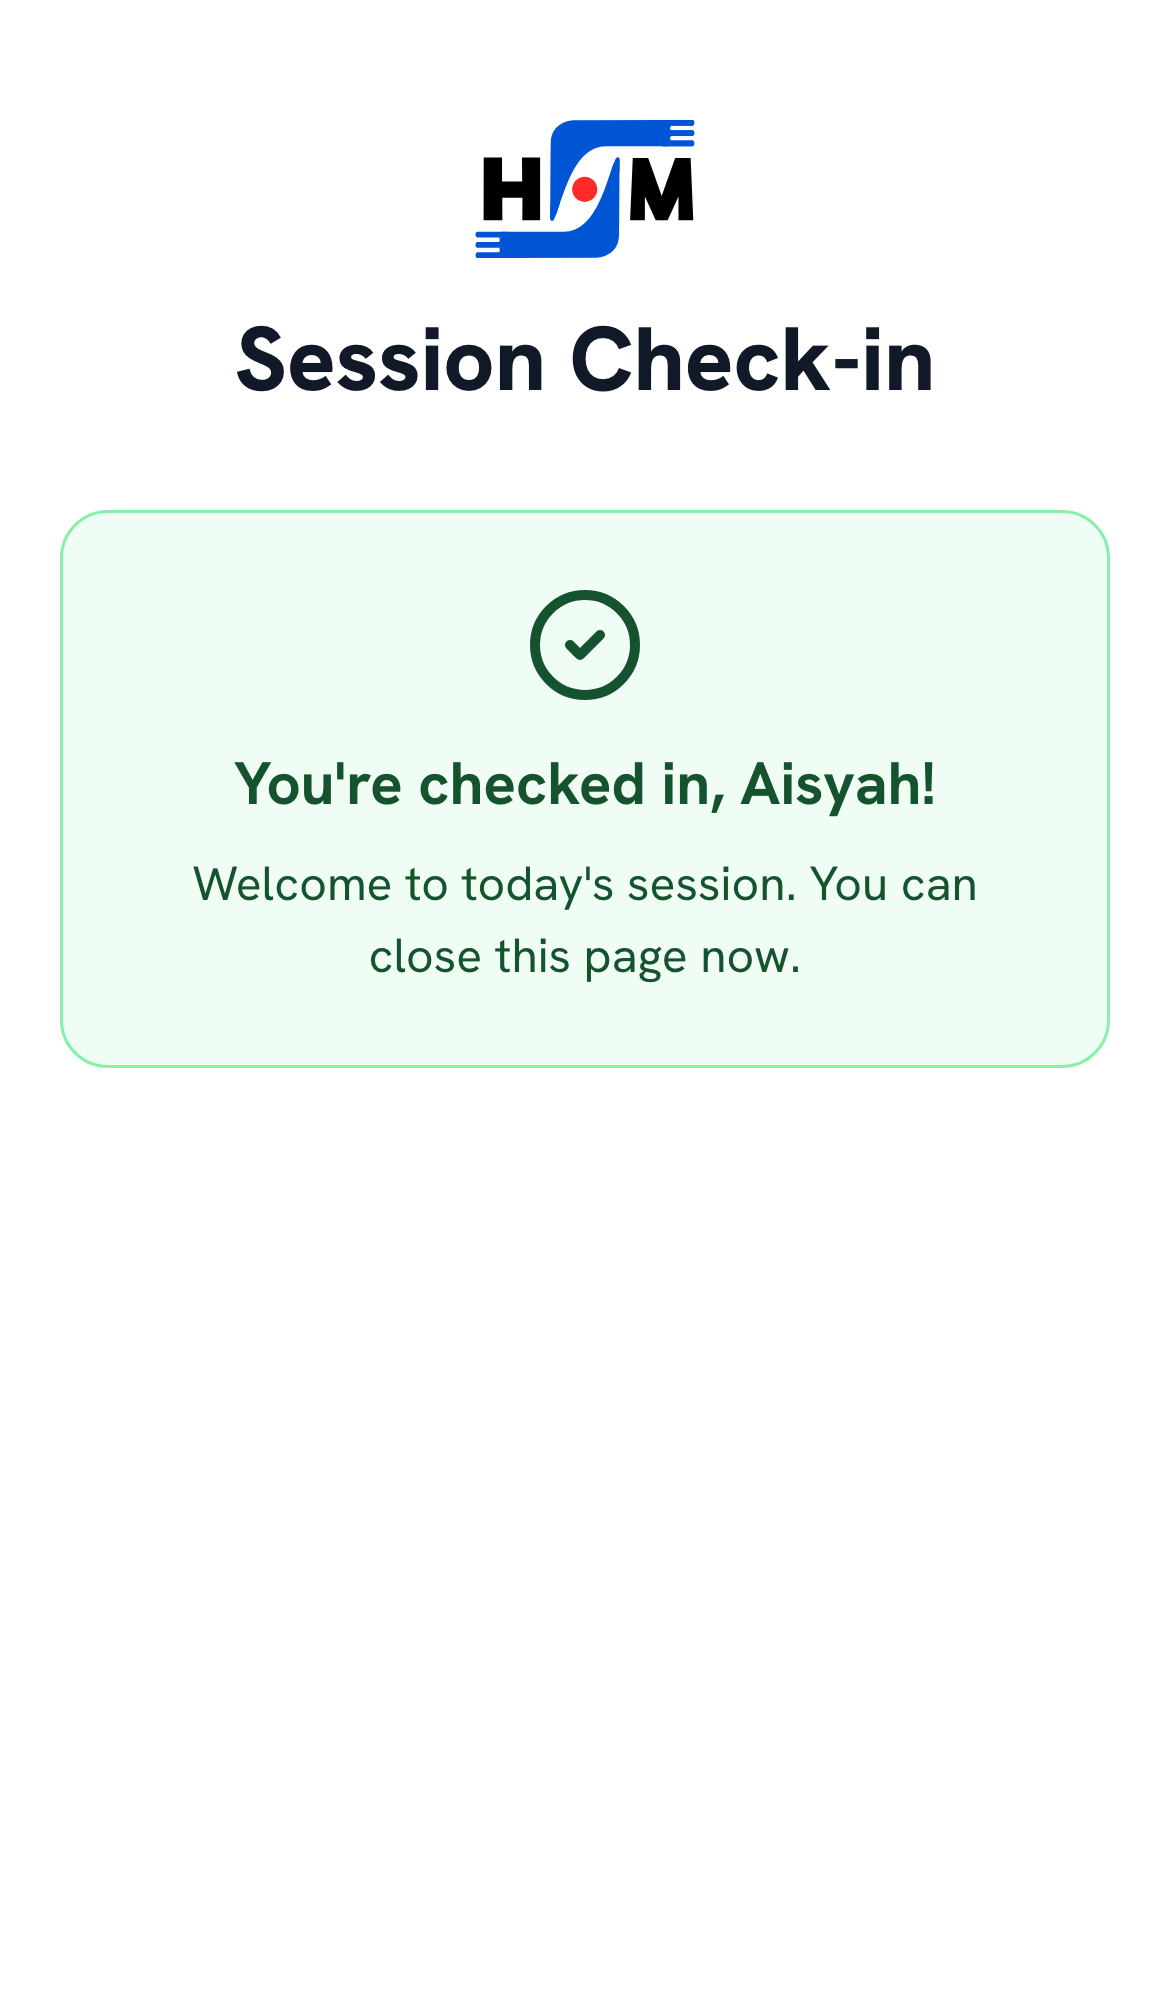 HSM
Session Check-in
You're checked in, Aisyah!
Welcome to today's session. You can
close this page now.